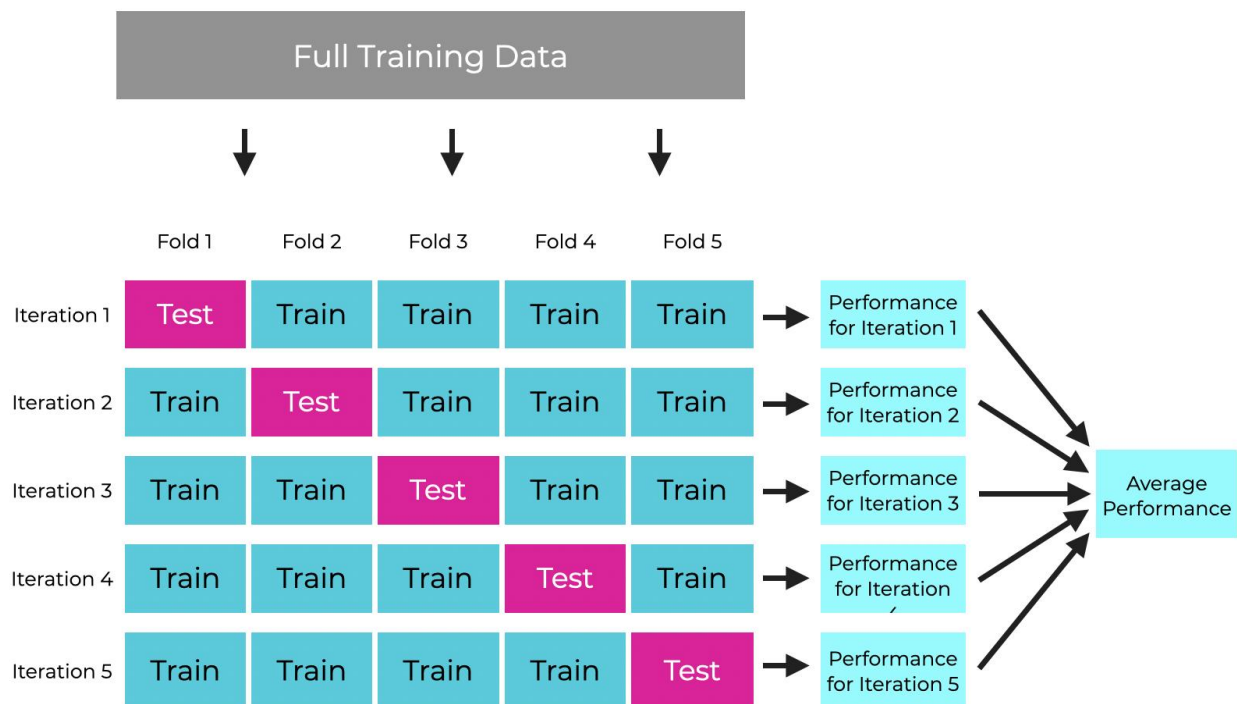 Full Training Data
Fold 1 Fold 2 Fold 3 Fold 4 Fold 5
Iteration 1 Test Train Train Train Train Performance for Iteration 1
Iteration 2 Train Test Train Train Train Performance for Iteration 2
Iteration 3 Train Train Test Train Train Performance for Iteration 3
Iteration 4 Train Train Train Test Train Performance for Iteration
Iteration 5 Train Train Train Train Test Performance for Iteration 5
Average
Performance